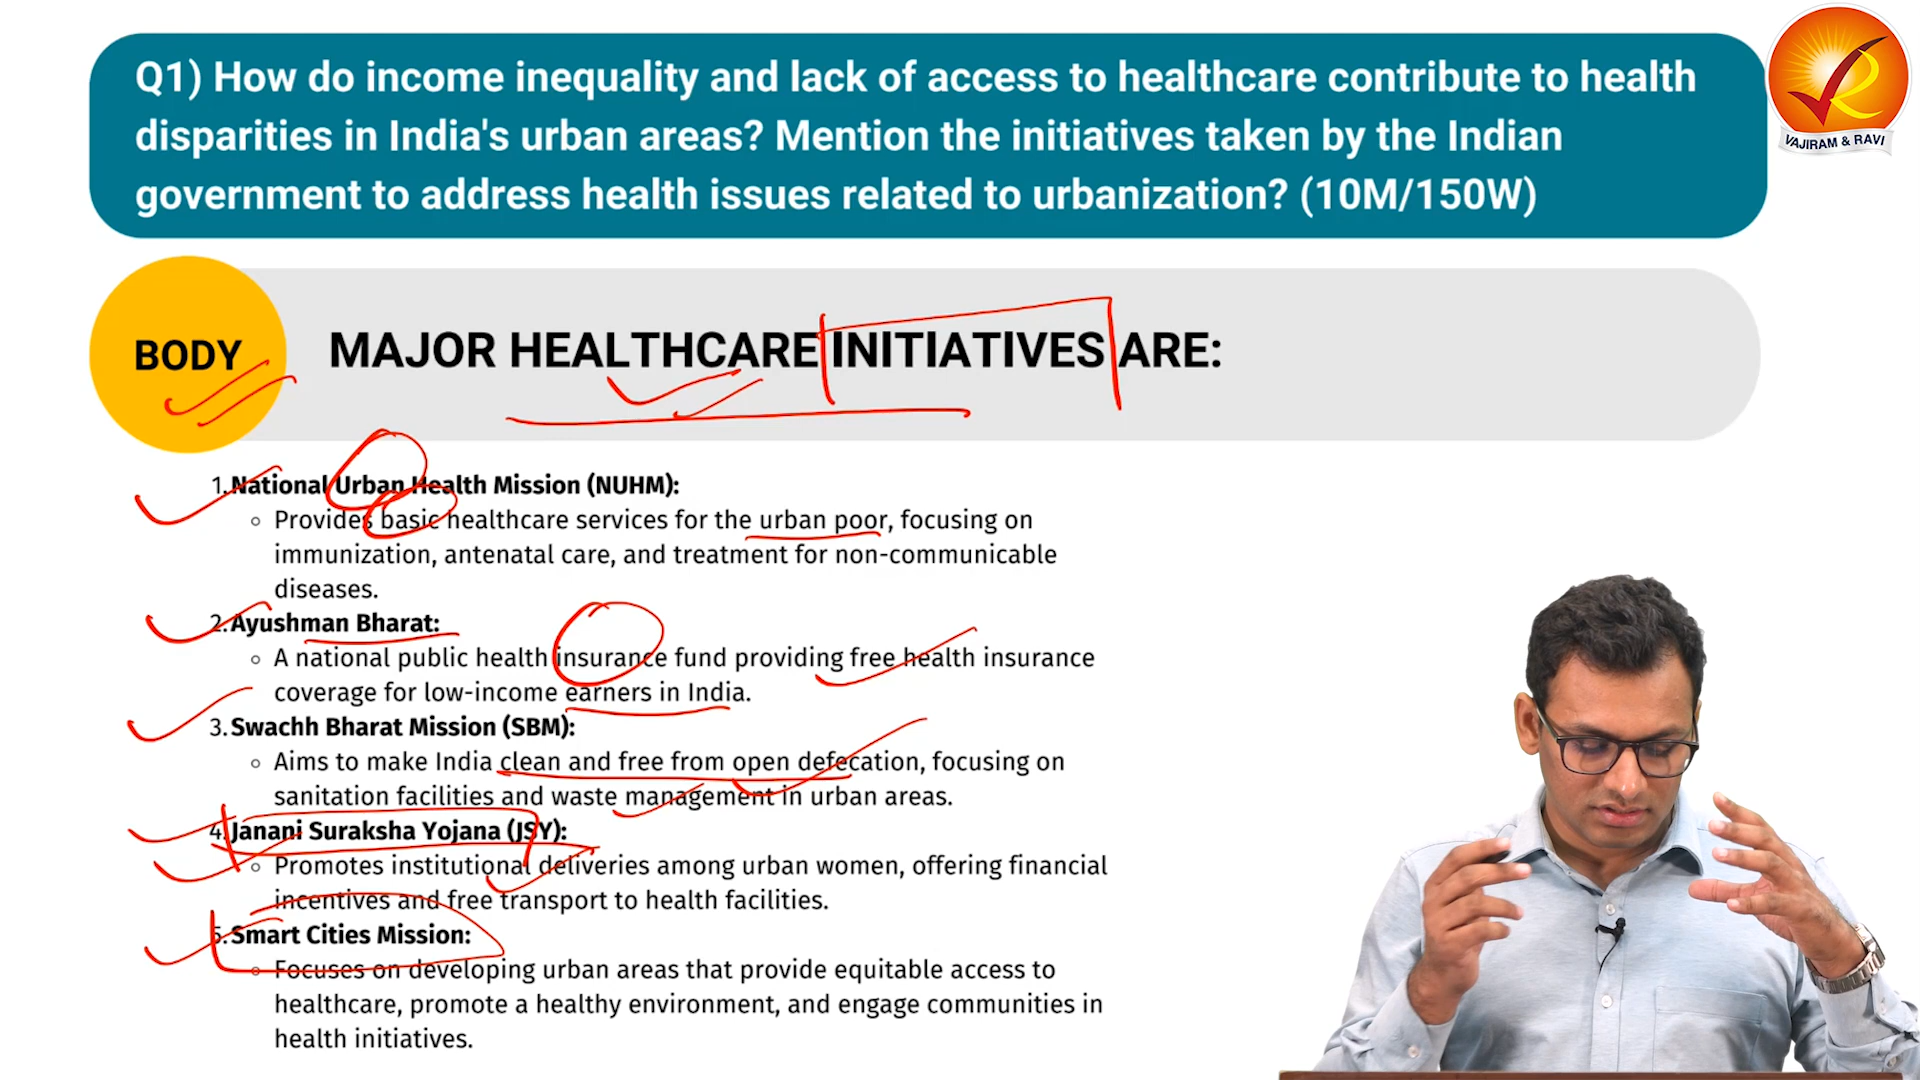 Q1) How do income inequality and lack of access to healthcare contribute to health
disparities in India's urban areas? Mention the initiatives taken by the Indian
government to address health issues related to urbanization? (10M/150W)
VAJIRAM & RAVI
BODY
MAJOR HEALTHCARE INITIATIVES ARE:
1. National Urban Health Mission (NUHM):
Provides basic healthcare services for the urban poor, focusing on
immunization, antenatal care, and treatment for non-communicable
diseases.
2. Ayushman Bharat:
A national public health insurance fund providing free health insurance
coverage for low-income earners in India.
3. Swachh Bharat Mission (SBM):
Aims to make India clean and free from open defecation, focusing on
sanitation facilities and waste management in urban areas.
4. Janani Suraksha Yojana (JSY):
Promotes institutional deliveries among urban women, offering financial
incentives and free transport to health facilities.
5. Smart Cities Mission:
Focuses on developing urban areas that provide equitable access to
healthcare, promote a healthy environment, and engage communities in
health initiatives.